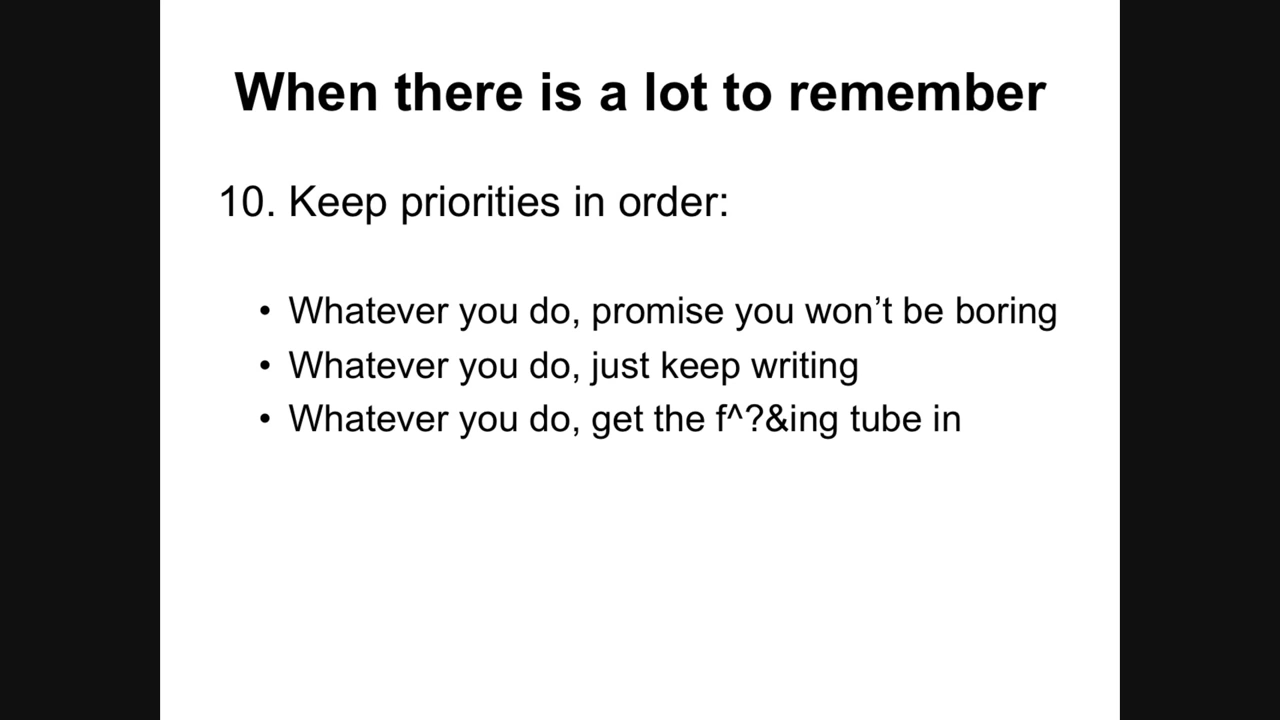 When there is a lot to remember
10. Keep priorities in order:
• Whatever you do, promise you won’t be boring
• Whatever you do, just keep writing
• Whatever you do, get the f^?&ing tube in